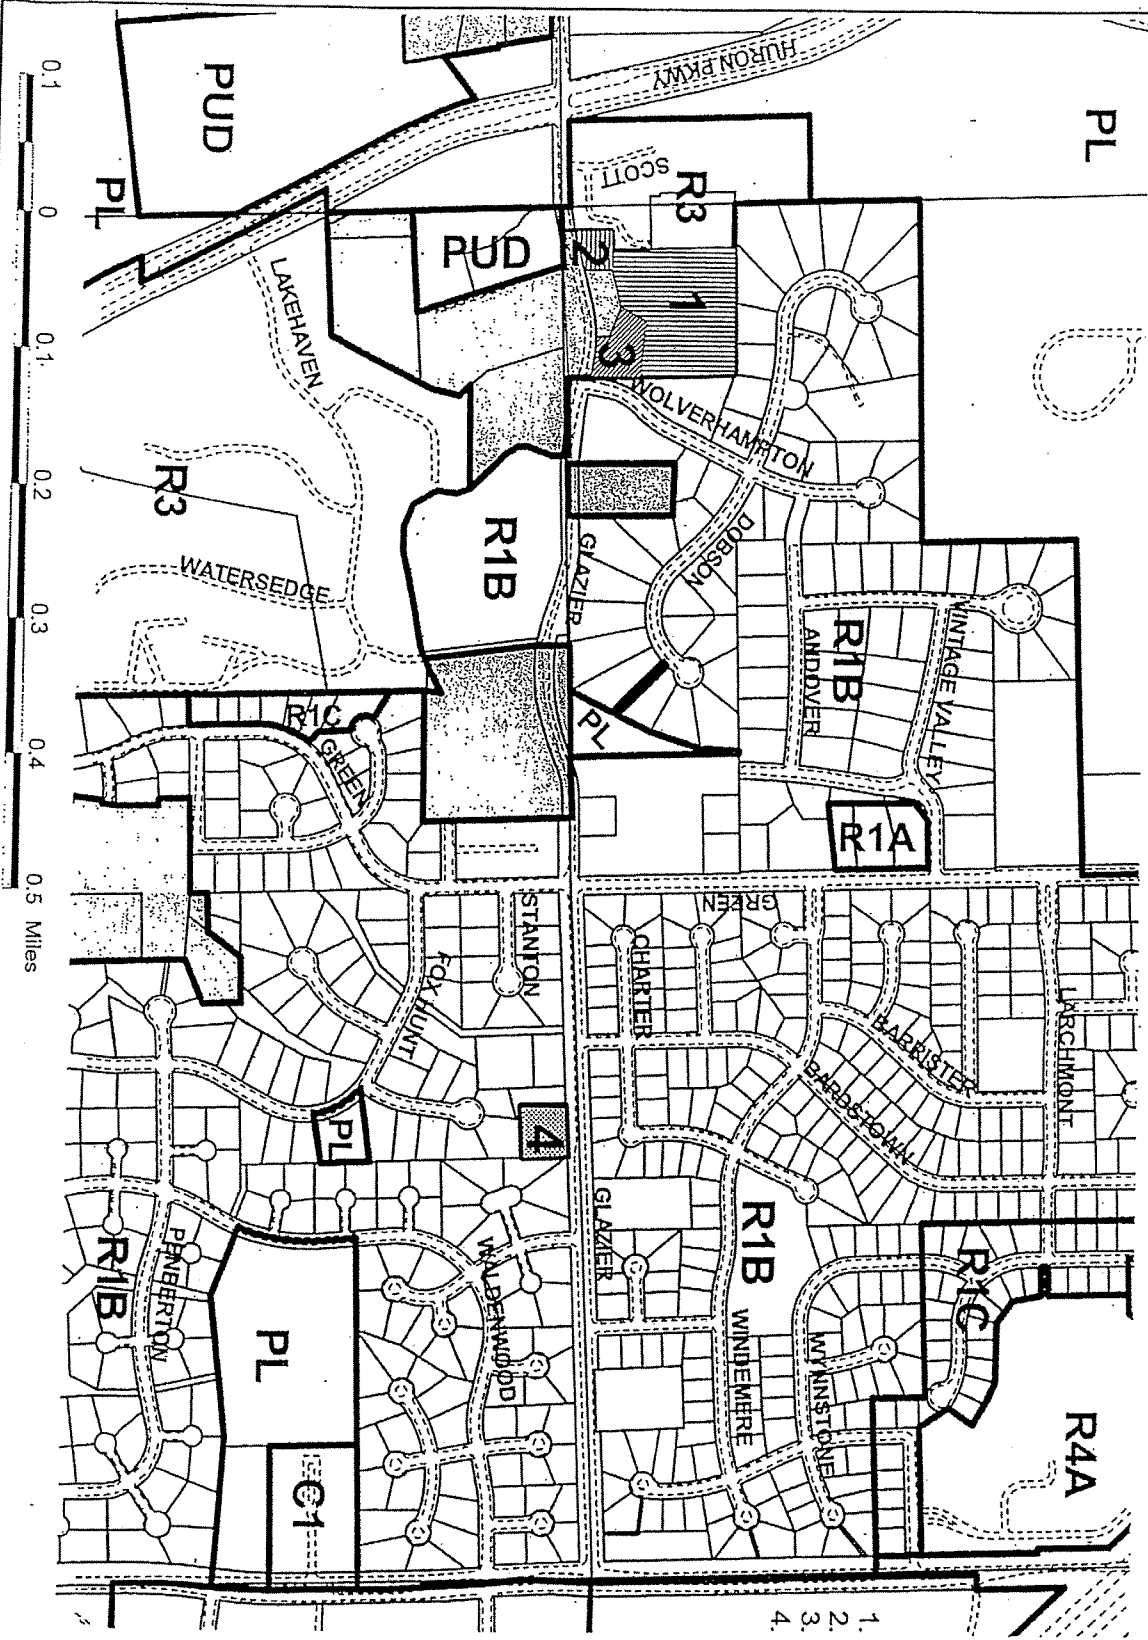 PUD
PL
HURON PKWY
PL
SCOTT
R3
PUD
2
1
3
LAKEHAVEN
WOLVERHAMPTON
R3
R1B
GLAZIER
DOBSON
WATERSEDGE
ANDOVER
R1B
VINTAGE VALLEY
R1C
GREEN
PL
R1A
STANTON
GREEN
CHARTER
FOX HUNT
BARRISTER
BARDSTOWN
LARCHMONT
PL
4
GLAZIER
R1B
R1B
PENBERTON
PL
WALDENWOOD
WINDEMERE
WYNNSTONE
R1C
R4A
C1
0.1 0 0.1 0.2 0.3 0.4 0.5 Miles
1.
2.
3.
4.